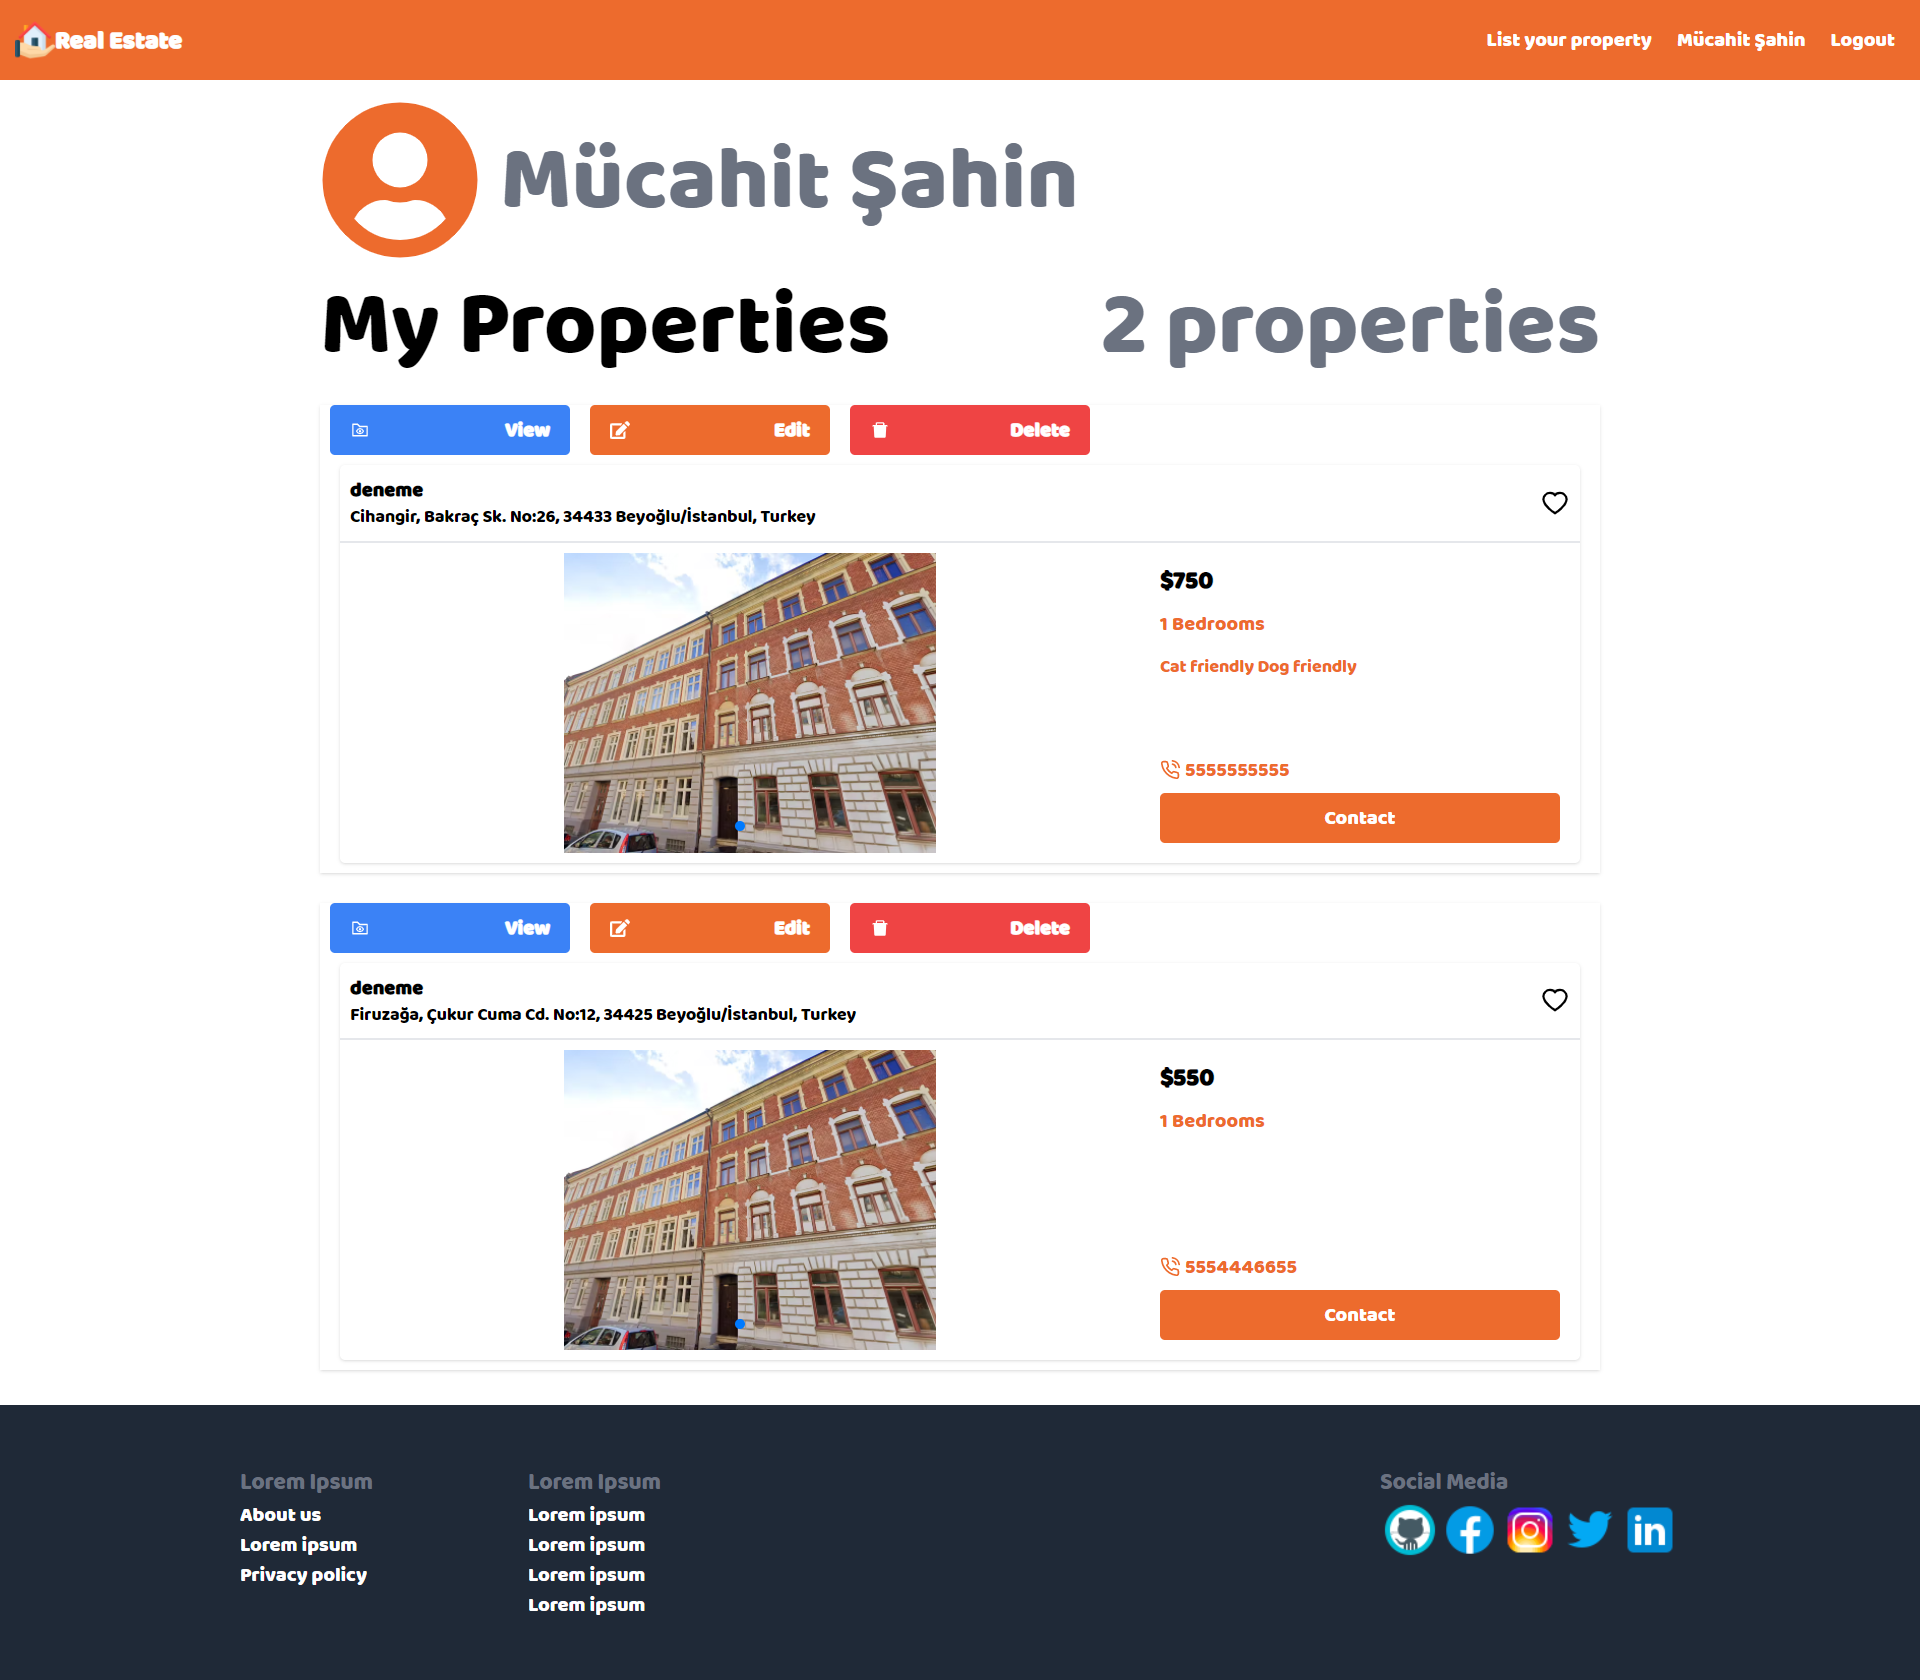 Real Estate
List your property Mücahit Şahin Logout
Mücahit Şahin
My Properties 2 properties
View Edit Delete
deneme
Cihangir, Bakraç Sk. No:26, 34433 Beyoğlu/İstanbul, Turkey
$750
1 Bedrooms
Cat friendly Dog friendly
5555555555
Contact
View Edit Delete
deneme
Firuzağa, Çukur Cuma Cd. No:12, 34425 Beyoğlu/İstanbul, Turkey
$550
1 Bedrooms
5554446655
Contact
Lorem Ipsum
About us
Lorem ipsum
Privacy policy
Lorem Ipsum
Lorem ipsum
Lorem ipsum
Lorem ipsum
Lorem ipsum
Social Media